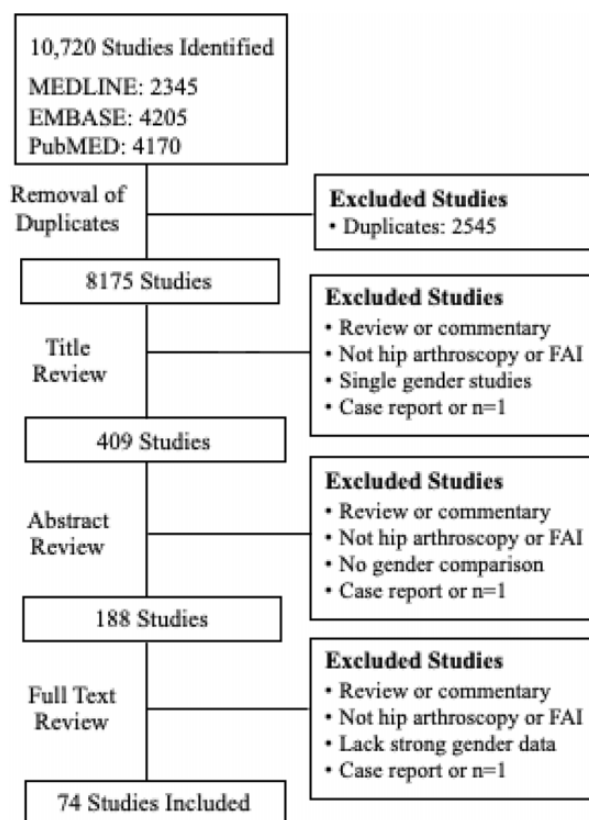 10,720 Studies Identified
MEDLINE: 2345
EMBASE: 4205
PubMED: 4170
Removal of
Duplicates
Excluded Studies
• Duplicates: 2545
8175 Studies
Title
Review
Excluded Studies
• Review or commentary
• Not hip arthroscopy or FAI
• Single gender studies
• Case report or n=1
409 Studies
Abstract
Review
Excluded Studies
• Review or commentary
• Not hip arthroscopy or FAI
• No gender comparison
• Case report or n=1
188 Studies
Full Text
Review
Excluded Studies
• Review or commentary
• Not hip arthroscopy or FAI
• Lack strong gender data
• Case report or n=1
74 Studies Included